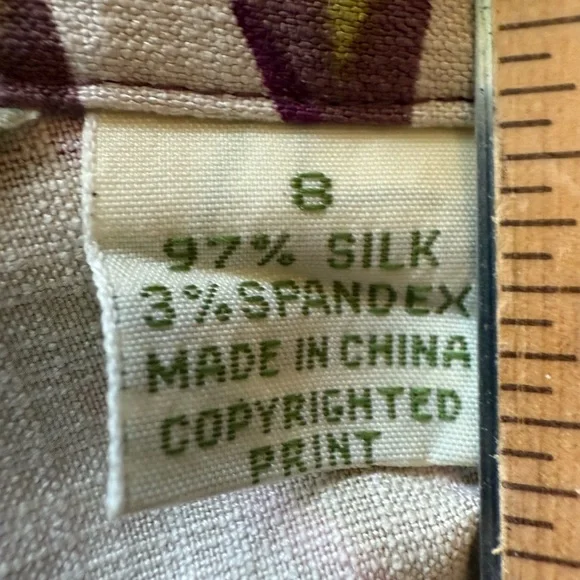 8
97% SILK
3% SPANDEX
MADE IN CHINA
COPYRIGHTED
PRINT